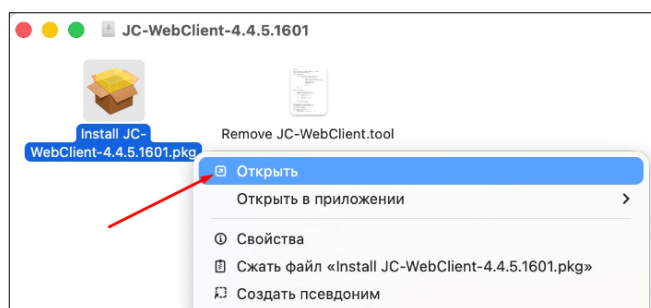 JC-WebClient-4.4.5.1601
Install JC-
WebClient-4.4.5.1601.pkg
Remove JC-WebClient.tool
Открыть
Открыть в приложении
Свойства
Сжать файл «Install JC-WebClient-4.4.5.1601.pkg»
Создать псевдоним